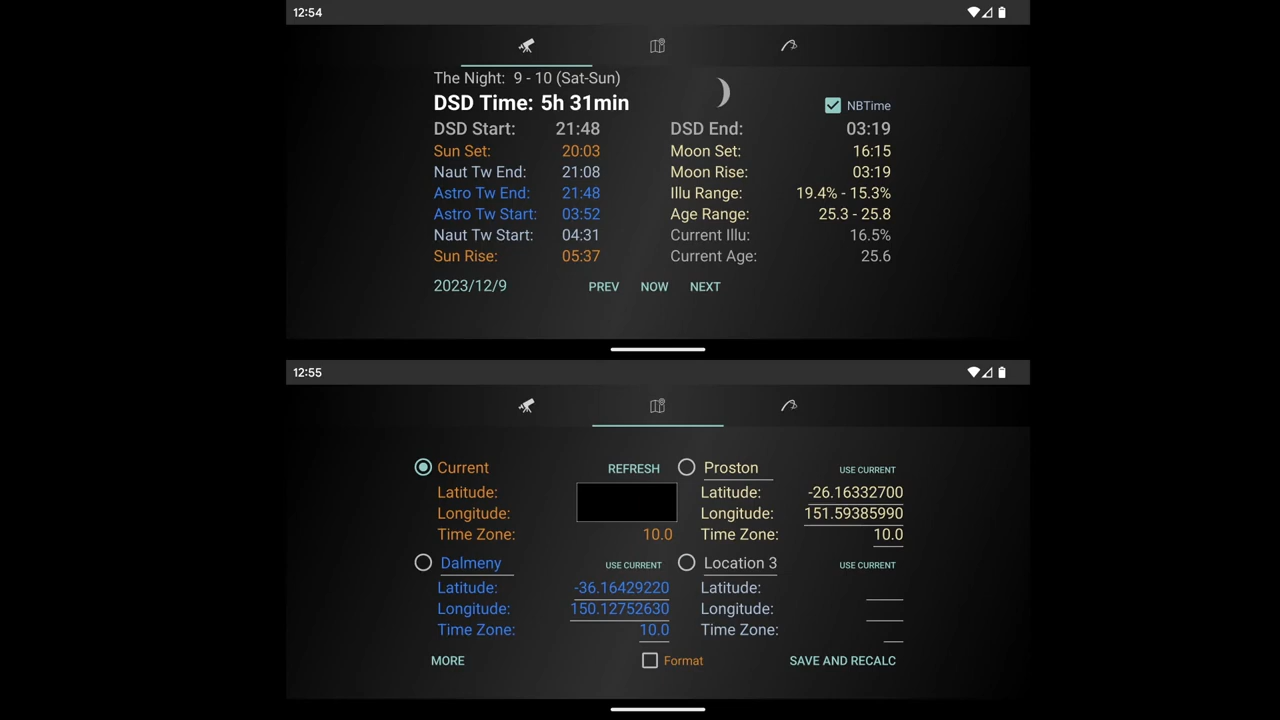 12:54
The Night: 9 - 10 (Sat-Sun)
DSD Time: 5h 31min
NBTime
DSD Start: 21:48 DSD End: 03:19
Sun Set: 20:03 Moon Set: 16:15
Naut Tw End: 21:08 Moon Rise: 03:19
Astro Tw End: 21:48 Illu Range: 19.4% - 15.3%
Astro Tw Start: 03:52 Age Range: 25.3 - 25.8
Naut Tw Start: 04:31 Current Illu: 16.5%
Sun Rise: 05:37 Current Age: 25.6
2023/12/9 PREV NOW NEXT
12:55
Current REFRESH Proston USE CURRENT
Latitude: Latitude: -26.16332700
Longitude: Longitude: 151.59385990
Time Zone: 10.0 Time Zone: 10.0
Dalmeny USE CURRENT Location 3 USE CURRENT
Latitude: -36.16429220 Latitude:
Longitude: 150.12752630 Longitude:
Time Zone: 10.0 Time Zone:
MORE Format SAVE AND RECALC